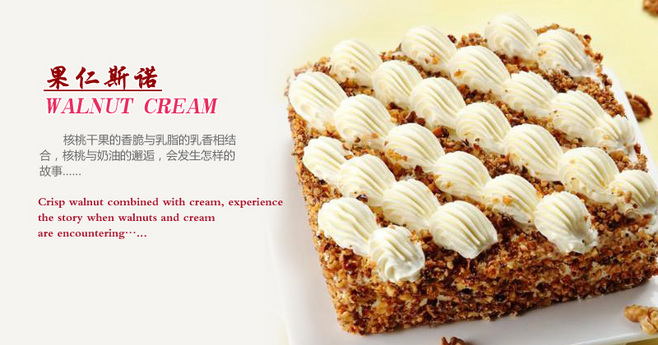 果仁斯诺
WALNUT CREAM
核桃干果的香脆与乳脂的乳香相结
合，核桃与奶油的邂逅，会发生怎样的
故事......
Crisp walnut combined with cream, experience
the story when walnuts and cream
are encountering…...